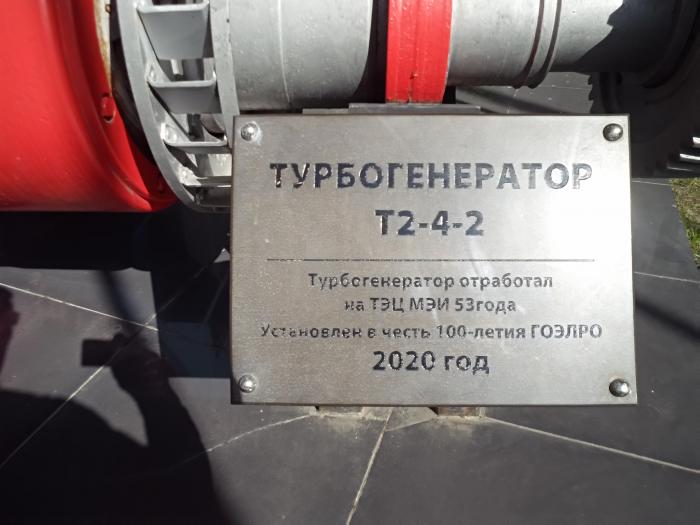 ТУРБОГЕНЕРАТОР
Т2-4-2
Турбогенератор отработал
на ТЭЦ МЭИ 53года
Установлен в честь 100-летия ГОЭЛРО
2020 год